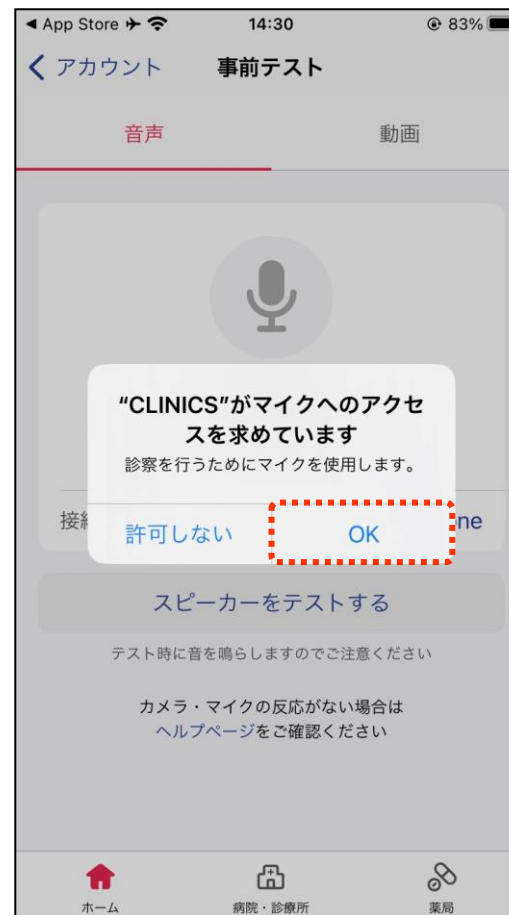 ◀ App Store
14:30
83%
アカウント
事前テスト
音声
動画
“CLINICS”がマイクへのアクセ
スを求めています
診察を行うためにマイクを使用します。
許可しない
OK
スピーカーをテストする
テスト時に音を鳴らしますのでご注意ください
カメラ・マイクの反応がない場合は
ヘルプページをご確認ください
ホーム
病院・診療所
薬局